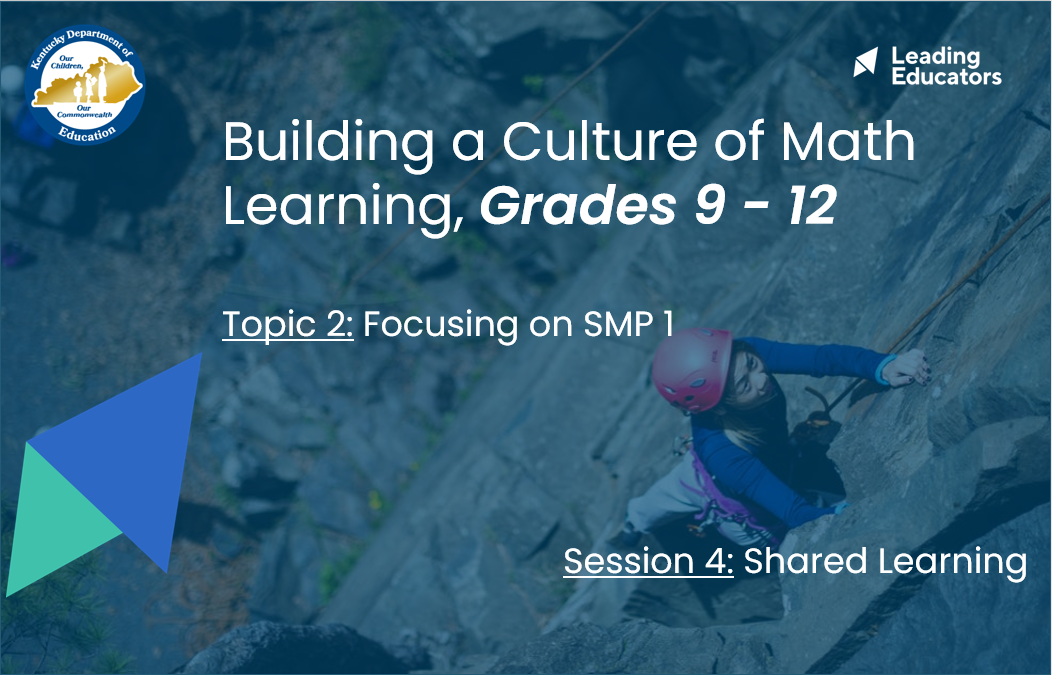 Kentucky Department of
Our
Children,
Our
Commonwealth
Education
Leading
Educators
Building a Culture of Math
Learning, Grades 9 - 12
Topic 2: Focusing on SMP 1
Session 4: Shared Learning